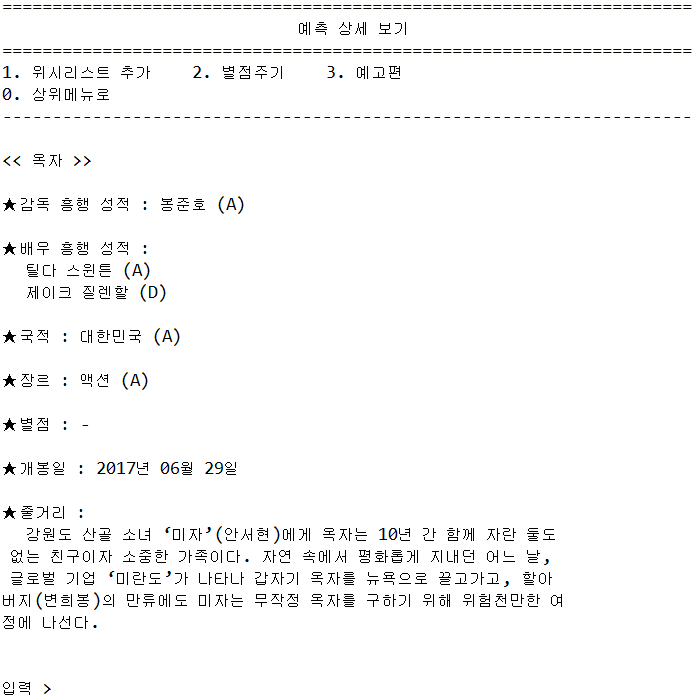 =====================================================================
예측 상세 보기
=====================================================================
1. 위시리스트 추가    2. 별점주기    3. 예고편
0. 상위메뉴로
---------------------------------------------------------------------
<< 옥자 >>
★감독 흥행 성적 : 봉준호 (A)
★배우 흥행 성적 :
틸다 스윈튼 (A)
제이크 질렌할 (D)
★국적 : 대한민국 (A)
★장르 : 액션 (A)
★별점 : -
★개봉일 : 2017년 06월 29일
★줄거리 :
강원도 산골 소녀 ‘미자’(안서현)에게 옥자는 10년 간 함께 자란 둘도
없는 친구이자 소중한 가족이다. 자연 속에서 평화롭게 지내던 어느 날,
글로벌 기업 ‘미란도’가 나타나 갑자기 옥자를 뉴욕으로 끌고가고, 할아
버지(변희봉)의 만류에도 미자는 무작정 옥자를 구하기 위해 위험천만한 여
정에 나선다.
입력 >